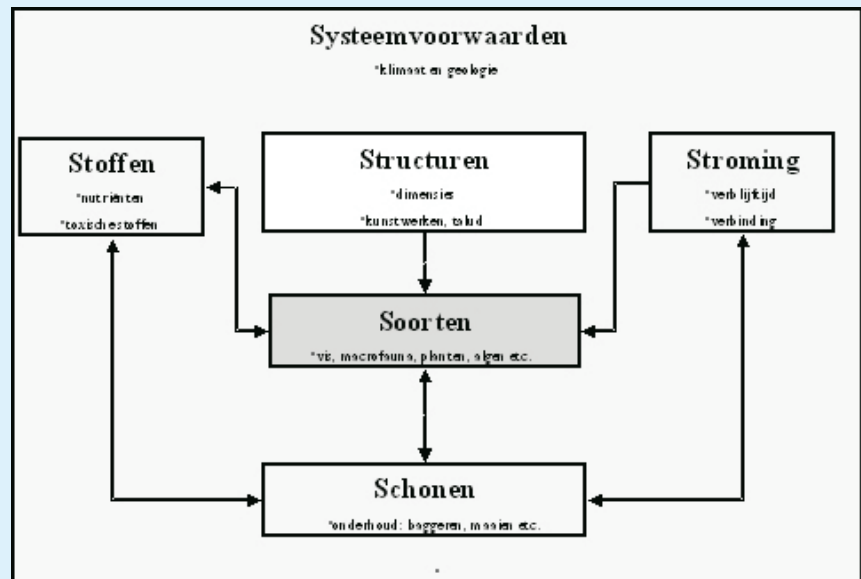 Systeemvoorwaarden
*klimaat en geologie
Stoffen
*nutriënten
*toxische stoffen
Structuren
*dimensies
*kunstwerken, talud
Stroming
*verblijftijd
*verbinding
Soorten
*vis, macrofauna, planten, algen etc.
Schonen
*onderhoud: baggeren, maaien etc.